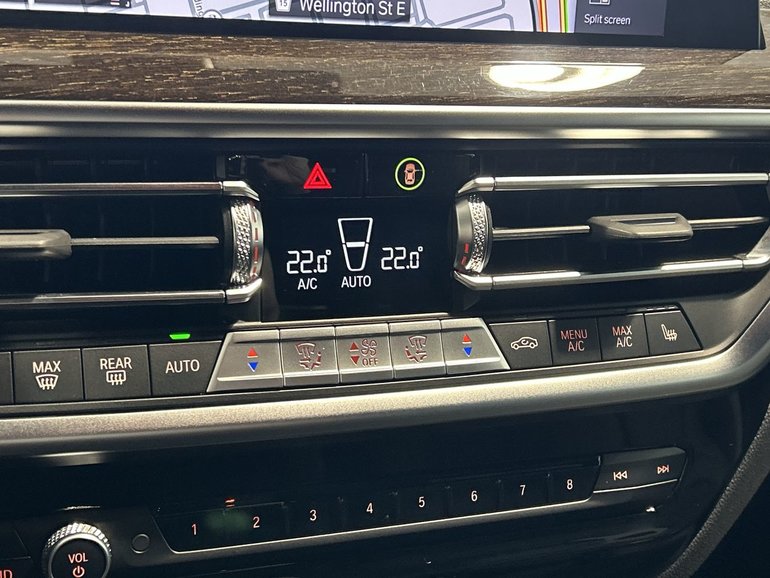 15 Wellington St E
Split screen
22.0° 22.0°
A/C AUTO
MAX REAR AUTO OFF MENU A/C MAX A/C
1 2 3 4 5 6 7 8
VOL